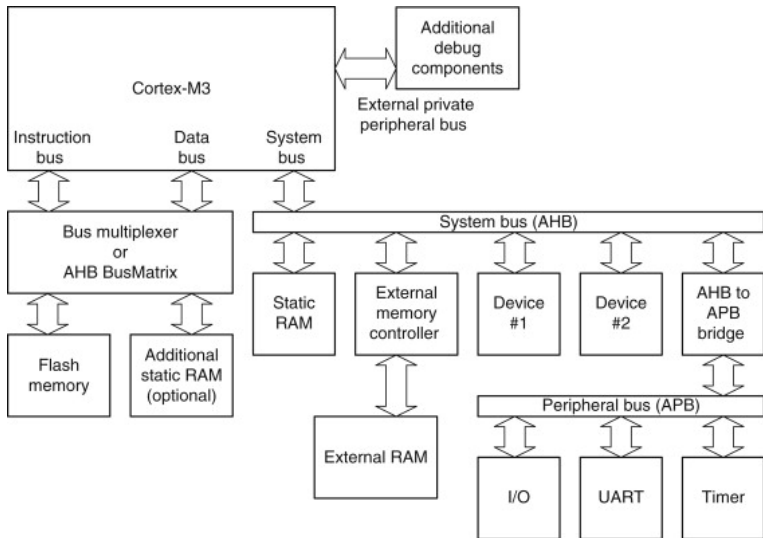 Additional
debug
components
Cortex-M3
External private
peripheral bus
Instruction
bus
Data
bus
System
bus
Bus multiplexer
or
AHB BusMatrix
System bus (AHB)
Static
RAM
External
memory
controller
Device
#1
Device
#2
AHB to
APB
bridge
Flash
memory
Additional
static RAM
(optional)
Peripheral bus (APB)
External RAM
I/O
UART
Timer